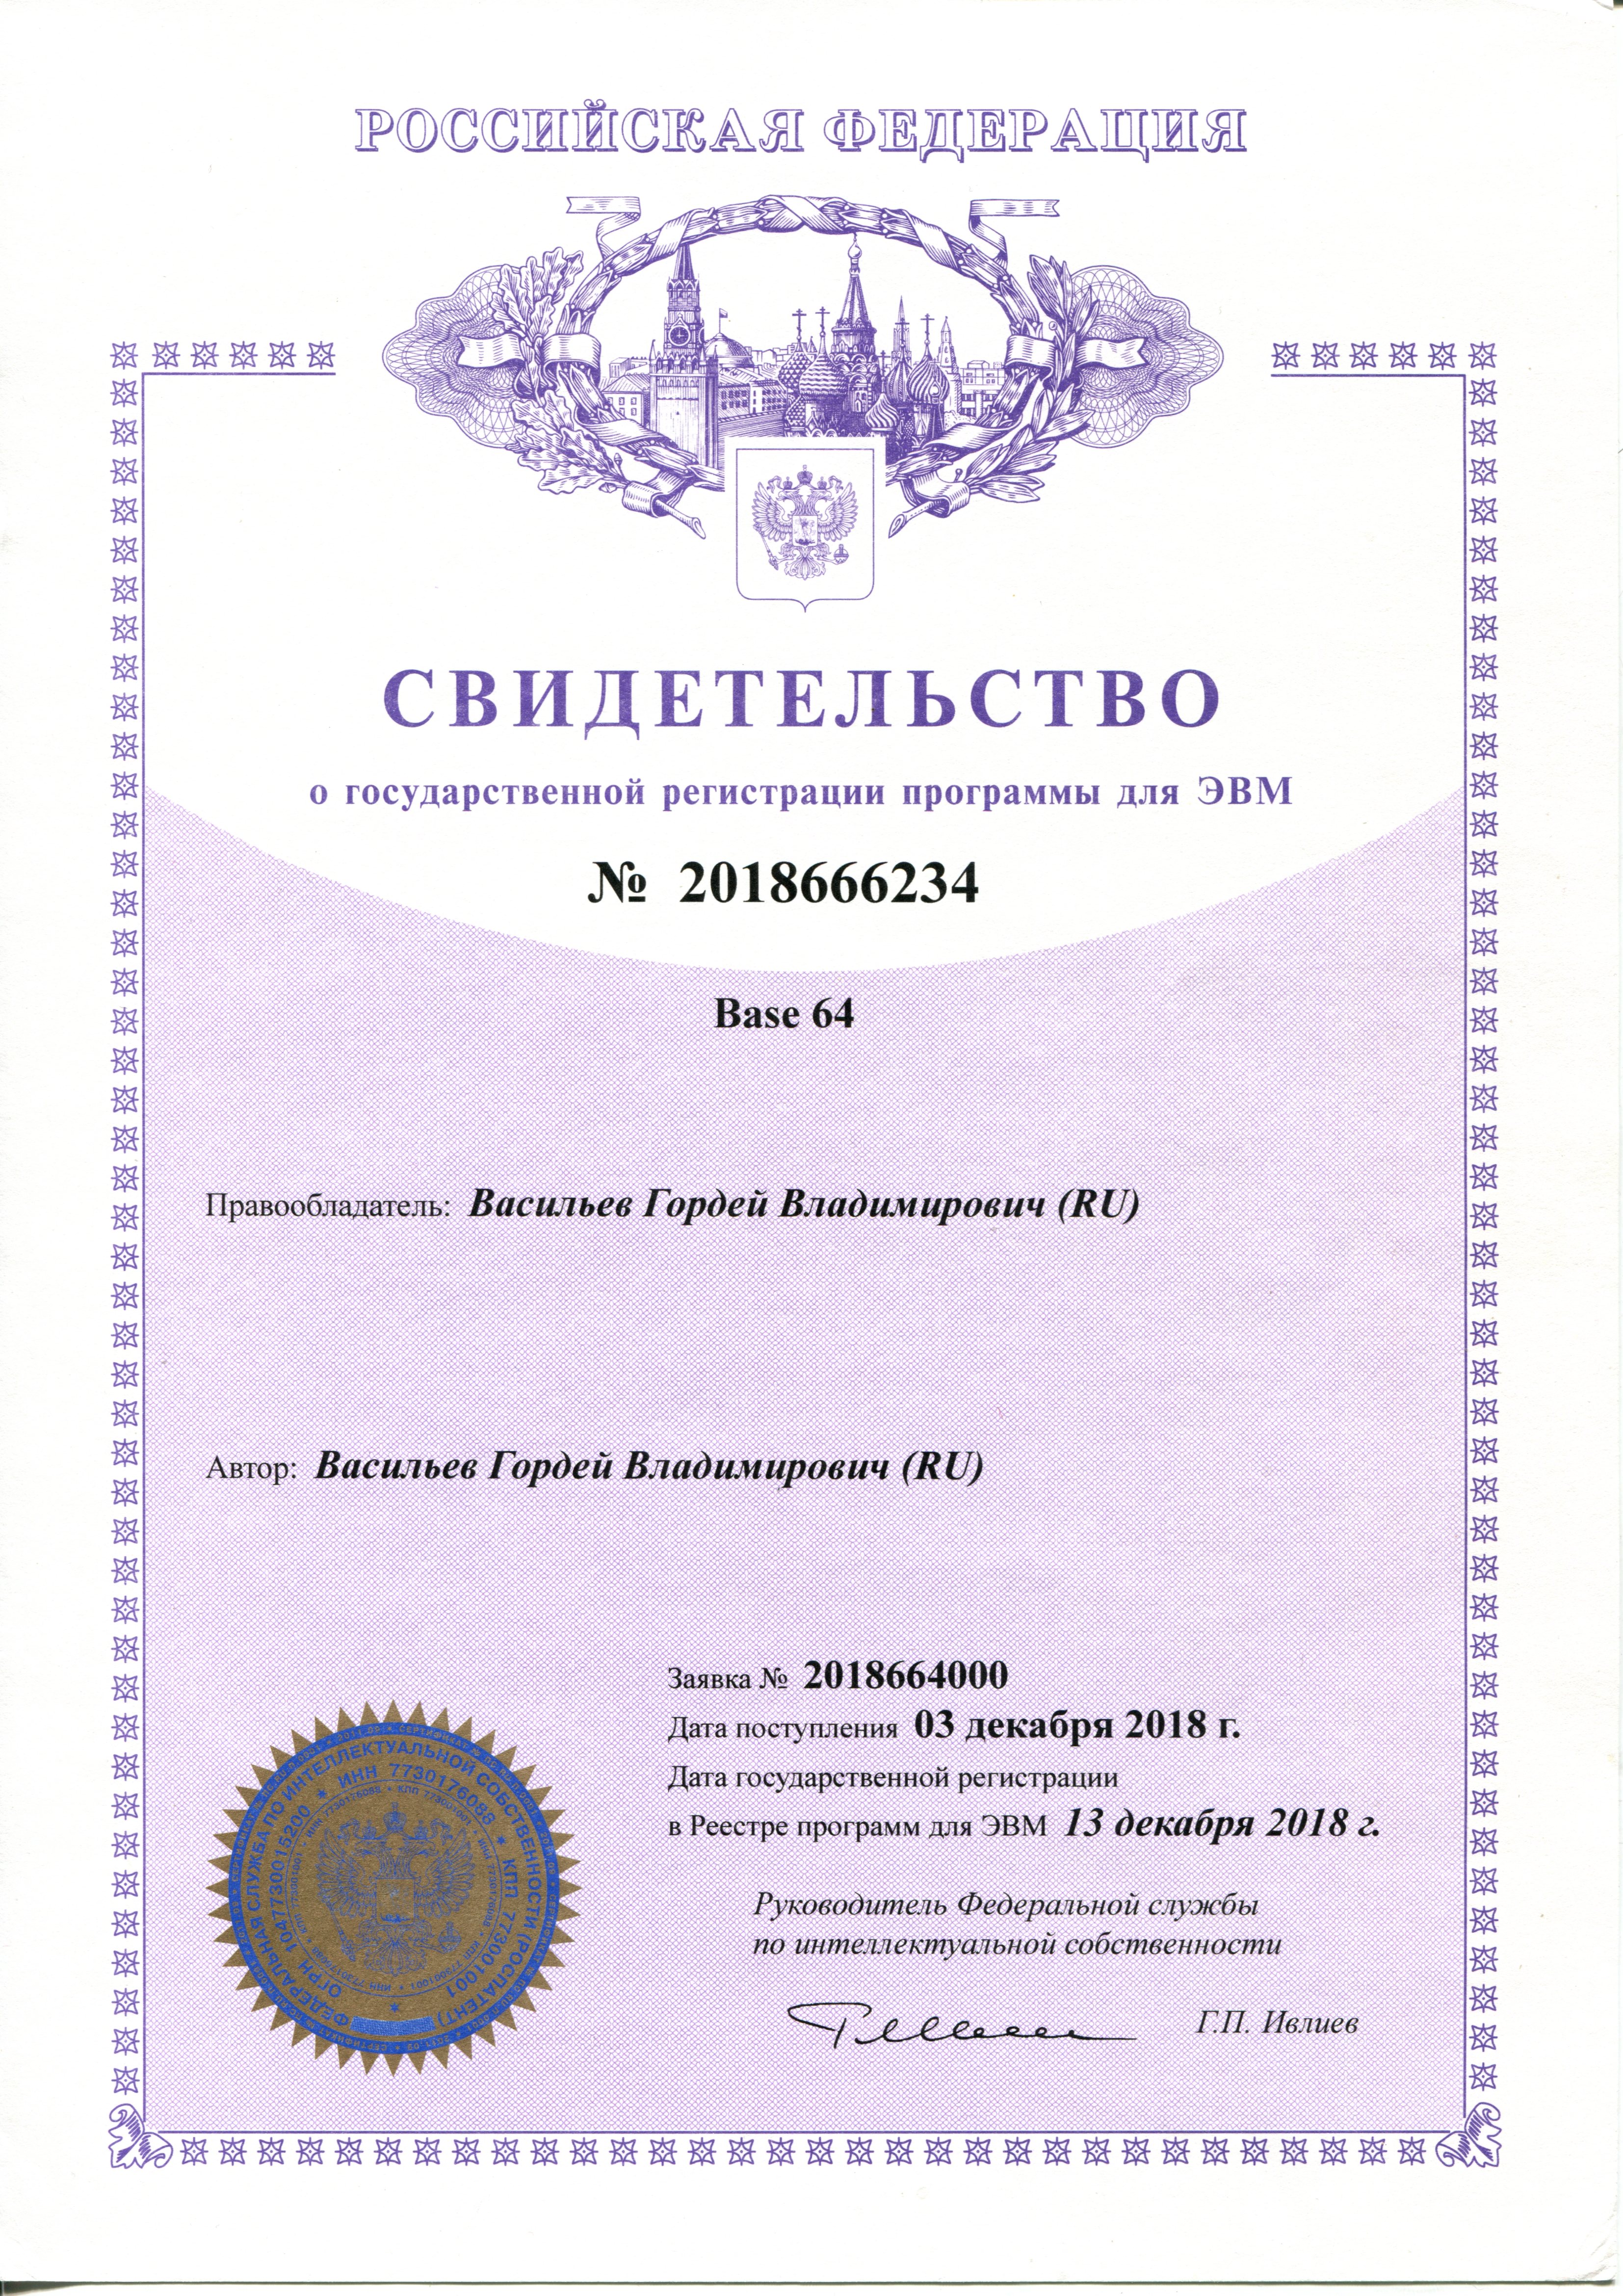 РОССИЙСКАЯ ФЕДЕРАЦИЯ
СВИДЕТЕЛЬСТВО
о государственной регистрации программы для ЭВМ
№ 2018666234
Base 64
Правообладатель: Васильев Гордей Владимирович (RU)
Автор: Васильев Гордей Владимирович (RU)
Заявка № 2018664000
Дата поступления 03 декабря 2018 г.
Дата государственной регистрации
в Реестре программ для ЭВМ 13 декабря 2018 г.
Руководитель Федеральной службы
по интеллектуальной собственности
Г.П. Ивлиев
ФЕДЕРАЛЬНАЯ СЛУЖБА ПО ИНТЕЛЛЕКТУАЛЬНОЙ СОБСТВЕННОСТИ (РОСПАТЕНТ)
ОГРН 1047730015200 * ИНН 7730176088 * КПП 773001001 *